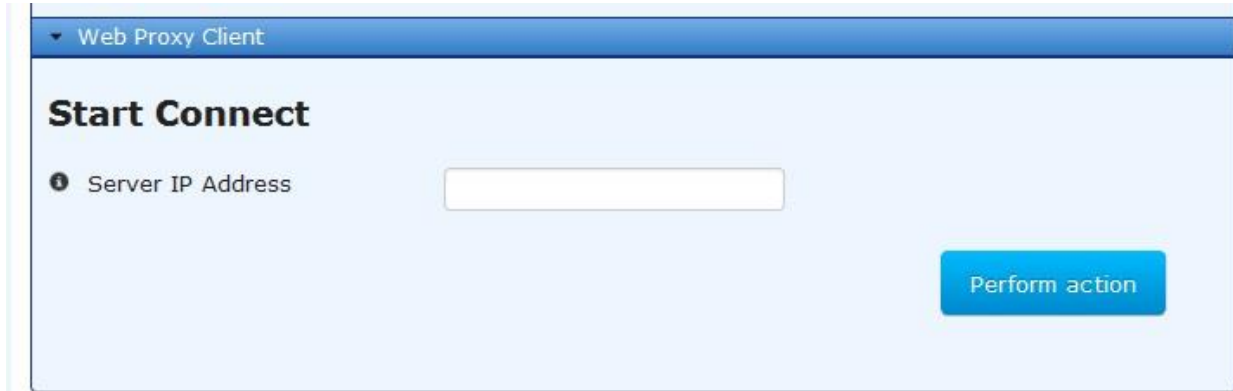 Web Proxy Client
Start Connect
Server IP Address
Perform action